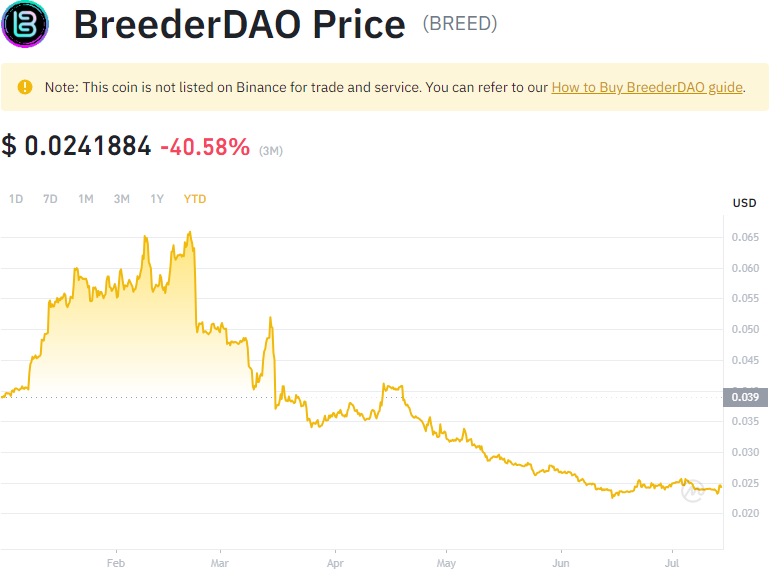 BreederDAO Price (BREED)
Note: This coin is not listed on Binance for trade and service. You can refer to our How to Buy BreederDAO guide.
$ 0.0241884 -40.58% (3M)
1D 7D 1M 3M 1Y YTD
USD
0.065
0.060
0.055
0.050
0.045
0.039
0.035
0.030
0.025
0.020
Feb Mar Apr May Jun Jul